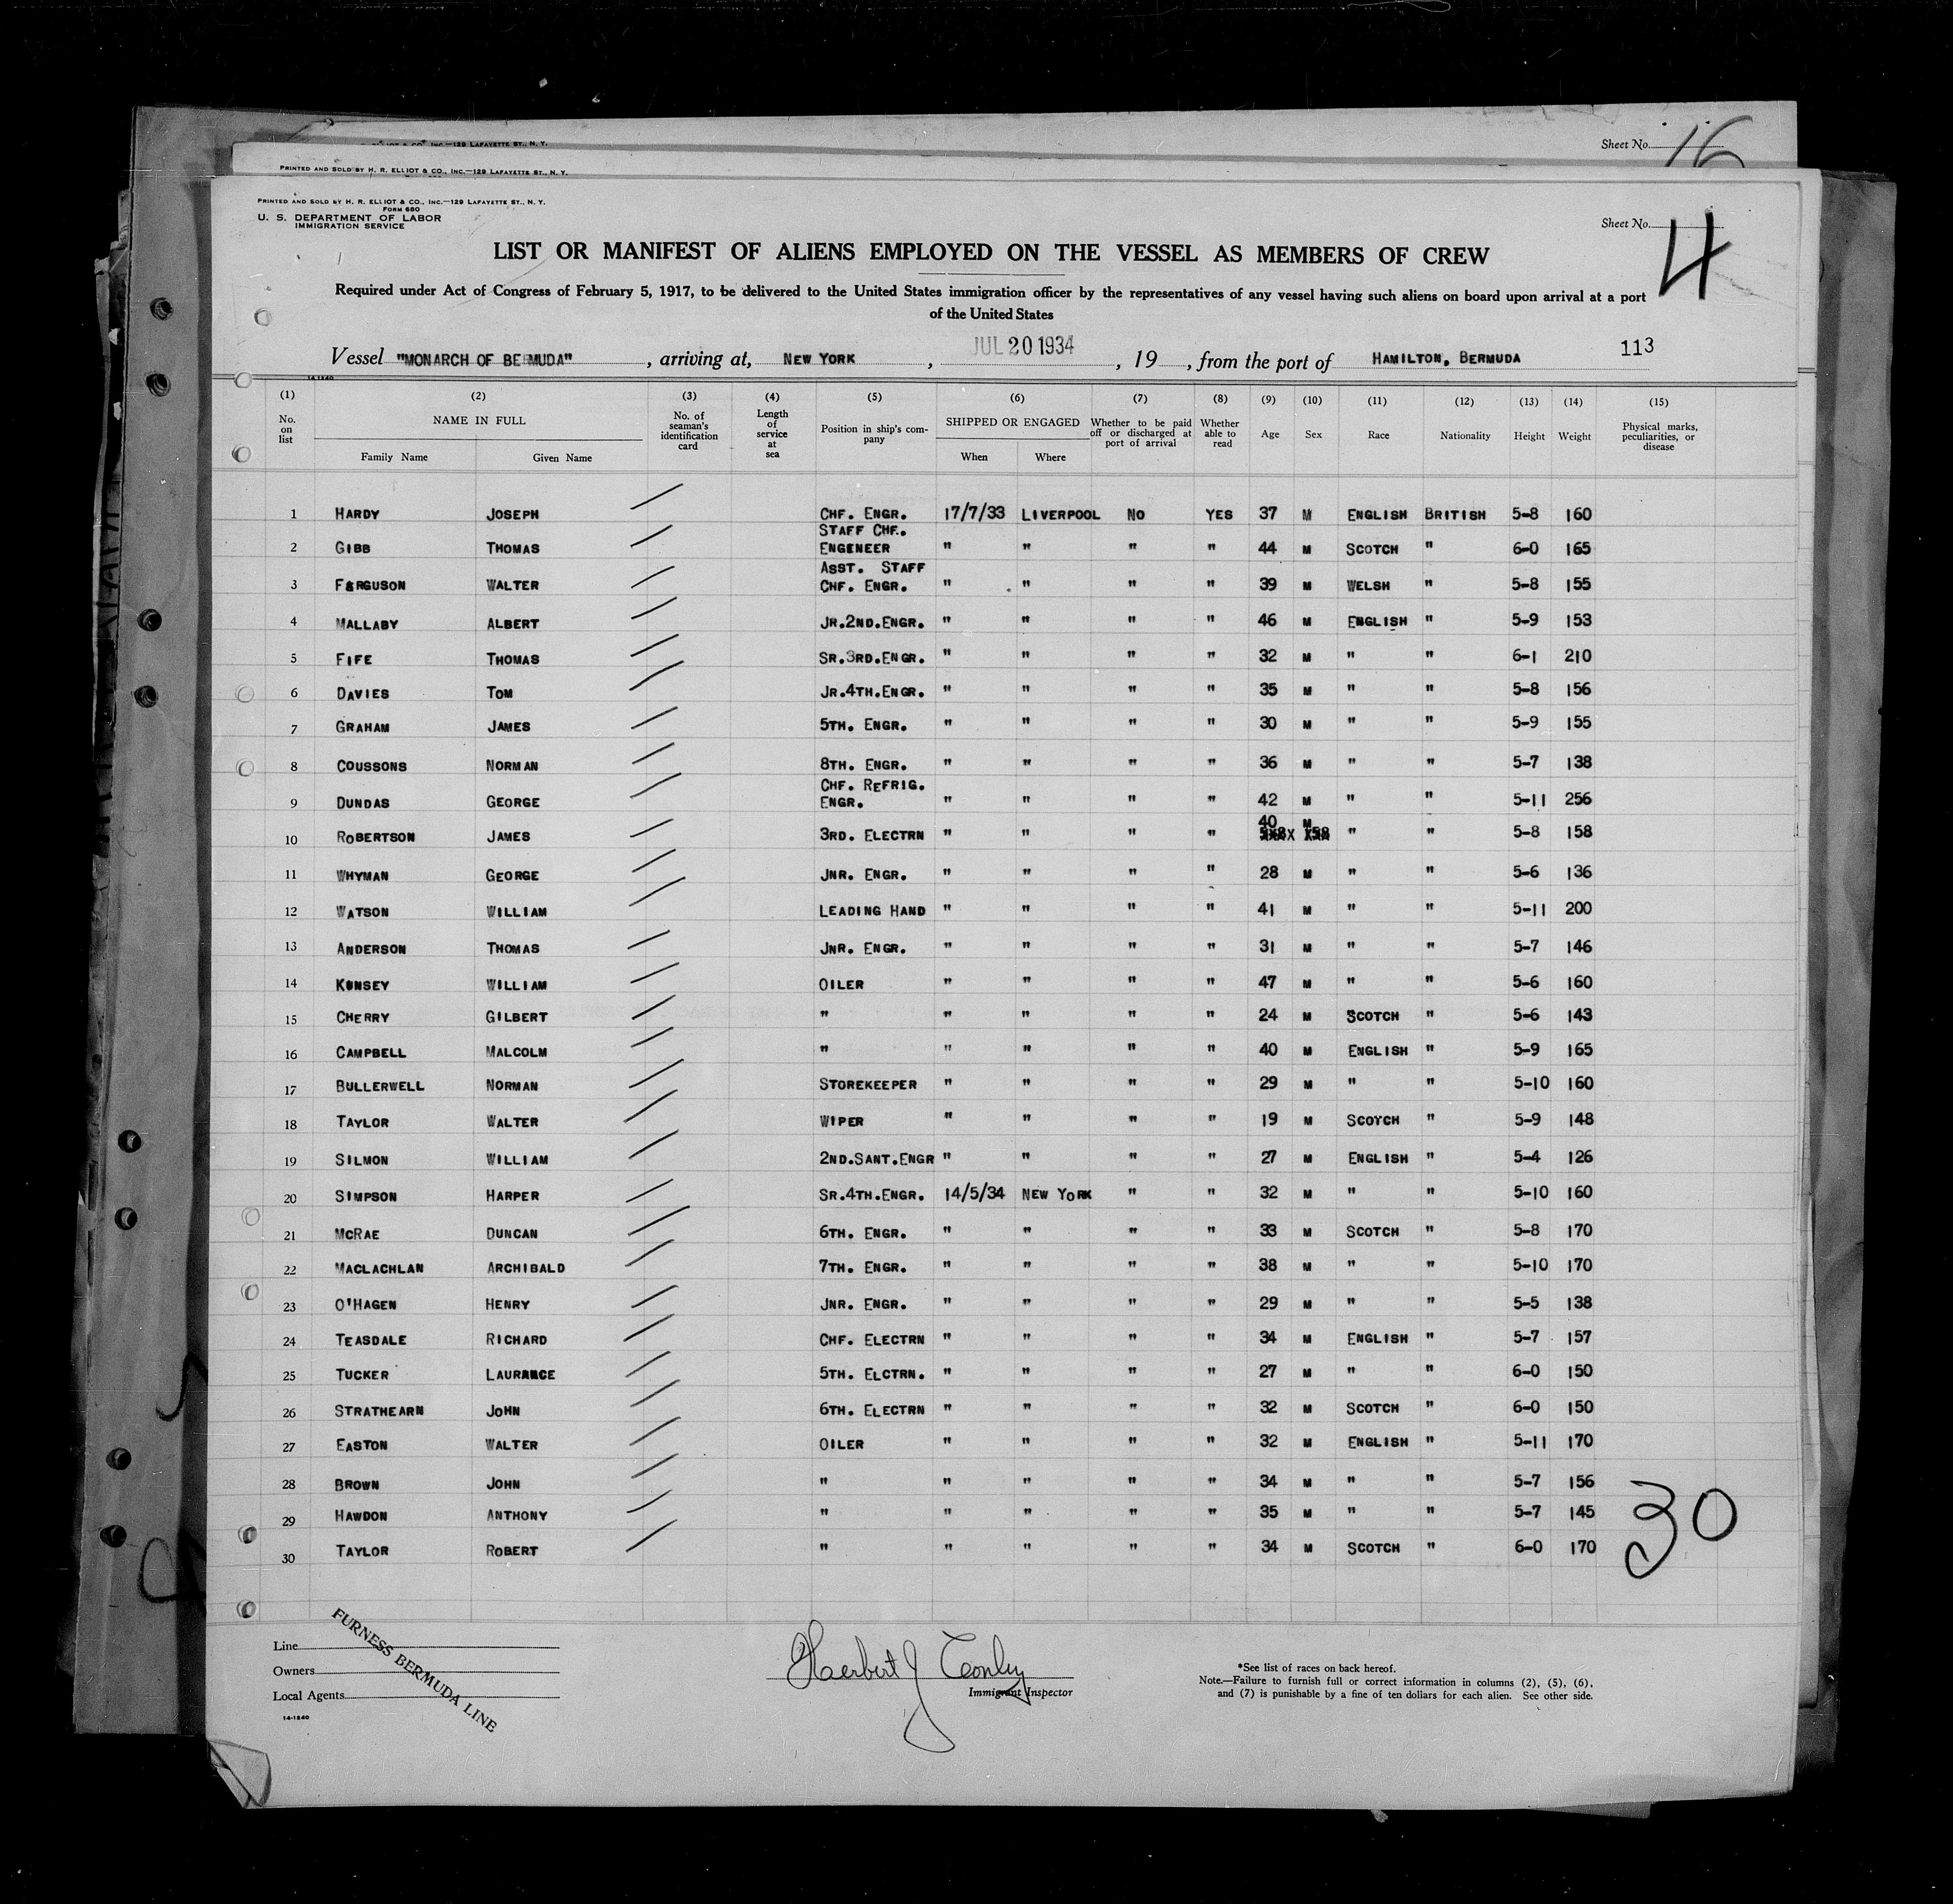 INC.—129 LAFAYETTE ST., N. Y.
Sheet No. 16
PRINTED AND SOLD BY H. R. ELLIOT & CO., INC.—129 LAFAYETTE ST., N. Y.
PRINTED AND SOLD BY H. R. ELLIOT & CO., INC.—129 LAFAYETTE ST., N. Y.
FORM 680
U. S. DEPARTMENT OF LABOR
IMMIGRATION SERVICE
Sheet No. 4
LIST OR MANIFEST OF ALIENS EMPLOYED ON THE VESSEL AS MEMBERS OF CREW
Required under Act of Congress of February 5, 1917, to be delivered to the United States immigration officer by the representatives of any vessel having such aliens on board upon arrival at a port
of the United States
Vessel "MONARCH OF BERMUDA", arriving at, NEW YORK, JUL 20 1934, 19, from the port of HAMILTON, BERMUDA 113
14-1240
(1) (2) (3) (4) (5) (6) (7) (8) (9) (10) (11) (12) (13) (14) (15)
No. on list NAME IN FULL Family Name Given Name No. of seaman's identification card Length of service at sea Position in ship's company SHIPPED OR ENGAGED When Where Whether to be paid off or discharged at port of arrival Whether able to read Age Sex Race Nationality Height Weight Physical marks, peculiarities, or disease
1 HARDY JOSEPH CHF. ENGR. 17/7/33 LIVERPOOL NO YES 37 M ENGLISH BRITISH 5-8 160
2 GIBB THOMAS STAFF CHF. ENGENEER " " " " 44 M SCOTCH " 6-0 165
3 FERGUSON WALTER ASST. STAFF CHF. ENGR. " " " " 39 M WELSH " 5-8 155
4 MALLABY ALBERT JR.2ND.ENGR. " " " " 46 M ENGLISH " 5-9 153
5 FIFE THOMAS SR.3RD.ENGR. " " " " 32 M " " 6-1 210
6 DAVIES TOM JR.4TH.ENGR. " " " " 35 M " " 5-8 156
7 GRAHAM JAMES 5TH. ENGR. " " " " 30 M " " 5-9 155
8 COUSSONS NORMAN 8TH. ENGR. " " " " 36 M " " 5-7 138
9 DUNDAS GEORGE CHF. REFRIG. ENGR. " " " " 42 M " " 5-11 256
10 ROBERTSON JAMES 3RD. ELECTRN " " " " 40 M " " 5-8 158
11 WHYMAN GEORGE JNR. ENGR. " " " " 28 M " " 5-6 136
12 WATSON WILLIAM LEADING HAND " " " " 41 M " " 5-11 200
13 ANDERSON THOMAS JNR. ENGR. " " " " 31 M " " 5-7 146
14 KUNSEY WILLIAM OILER " " " " 47 M " " 5-6 160
15 CHERRY GILBERT " " " " " 24 M SCOTCH " 5-6 143
16 CAMPBELL MALCOLM " " " " " 40 M ENGLISH " 5-9 165
17 BULLERWELL NORMAN STOREKEEPER " " " " 29 M " " 5-10 160
18 TAYLOR WALTER WIPER " " " " 19 M SCOYCH " 5-9 148
19 SILMON WILLIAM 2ND.SANT.ENGR " " " " 27 M ENGLISH " 5-4 126
20 SIMPSON HARPER SR.4TH.ENGR. 14/5/34 NEW YORK " " 32 M " " 5-10 160
21 MCRAE DUNCAN 6TH. ENGR. " " " " 33 M SCOTCH " 5-8 170
22 MACLACHLAN ARCHIBALD 7TH. ENGR. " " " " 38 M " " 5-10 170
23 O'HAGEN HENRY JNR. ENGR. " " " " 29 M " " 5-5 138
24 TEASDALE RICHARD CHF. ELECTRN " " " " 34 M ENGLISH " 5-7 157
25 TUCKER LAURANCE 5TH. ELCTRN. " " " " 27 M " " 6-0 150
26 STRATHEARN JOHN 6TH. ELECTRN " " " " 32 M SCOTCH " 6-0 150
27 EASTON WALTER OILER " " " " 32 M ENGLISH " 5-11 170
28 BROWN JOHN " " " " " 34 M " " 5-7 156
29 HAWDON ANTHONY " " " " " 35 M " " 5-7 145
30 TAYLOR ROBERT " " " " " 34 M SCOTCH " 6-0 170
30
Line
Owners
Local Agents
FURNESS BERMUDA LINE
14-1240
Herbert J Conley
Immigrant Inspector
*See list of races on back hereof.
Note.—Failure to furnish full or correct information in columns (2), (5), (6),
and (7) is punishable by a fine of ten dollars for each alien. See other side.